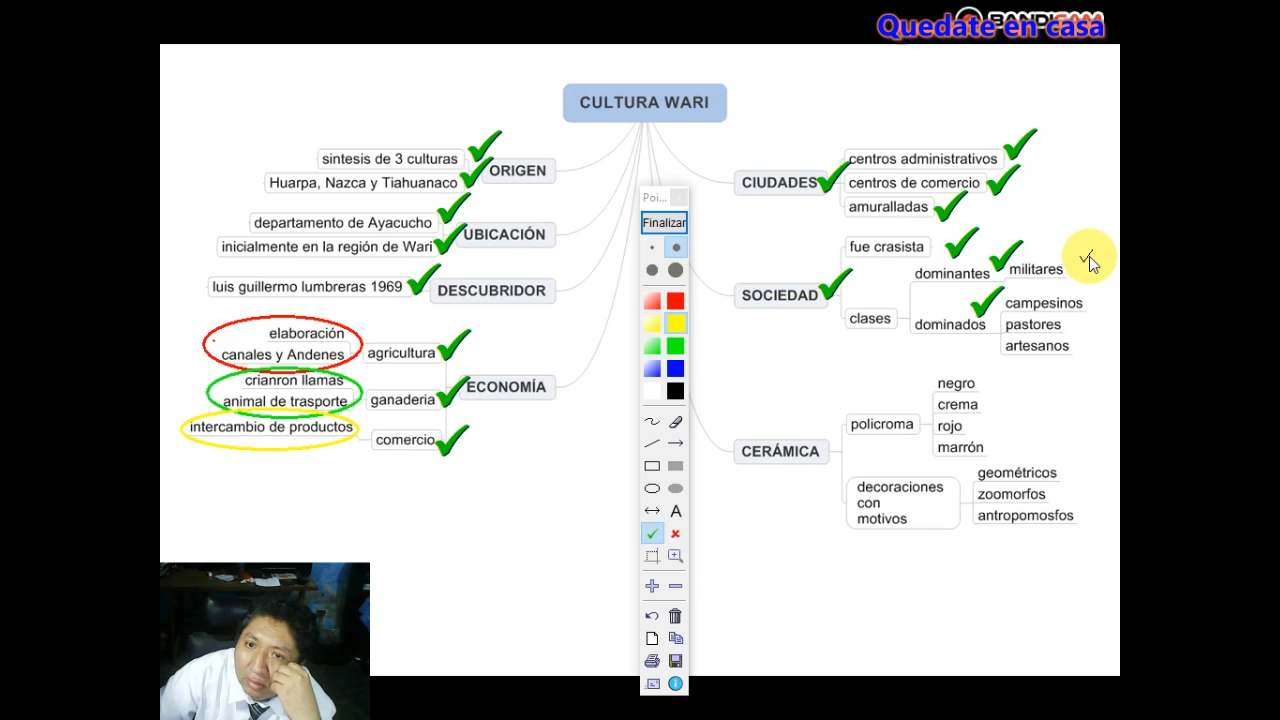 BANDICAM
Quedate en casa
CULTURA WARI
ORIGEN
sintesis de 3 culturas
Huarpa, Nazca y Tiahuanaco
UBICACIÓN
departamento de Ayacucho
inicialmente en la región de Wari
DESCUBRIDOR
luis guillermo lumbreras 1969
ECONOMÍA
agricultura
elaboración
canales y Andenes
ganaderia
crianron llamas
animal de trasporte
comercio
intercambio de productos
Poi...
x
Finalizar
A
CIUDADES
centros administrativos
centros de comercio
amuralladas
SOCIEDAD
fue crasista
clases
dominantes
militares
dominados
campesinos
pastores
artesanos
CERÁMICA
policroma
negro
crema
rojo
marrón
decoraciones
con
motivos
geométricos
zoomorfos
antropomosfos